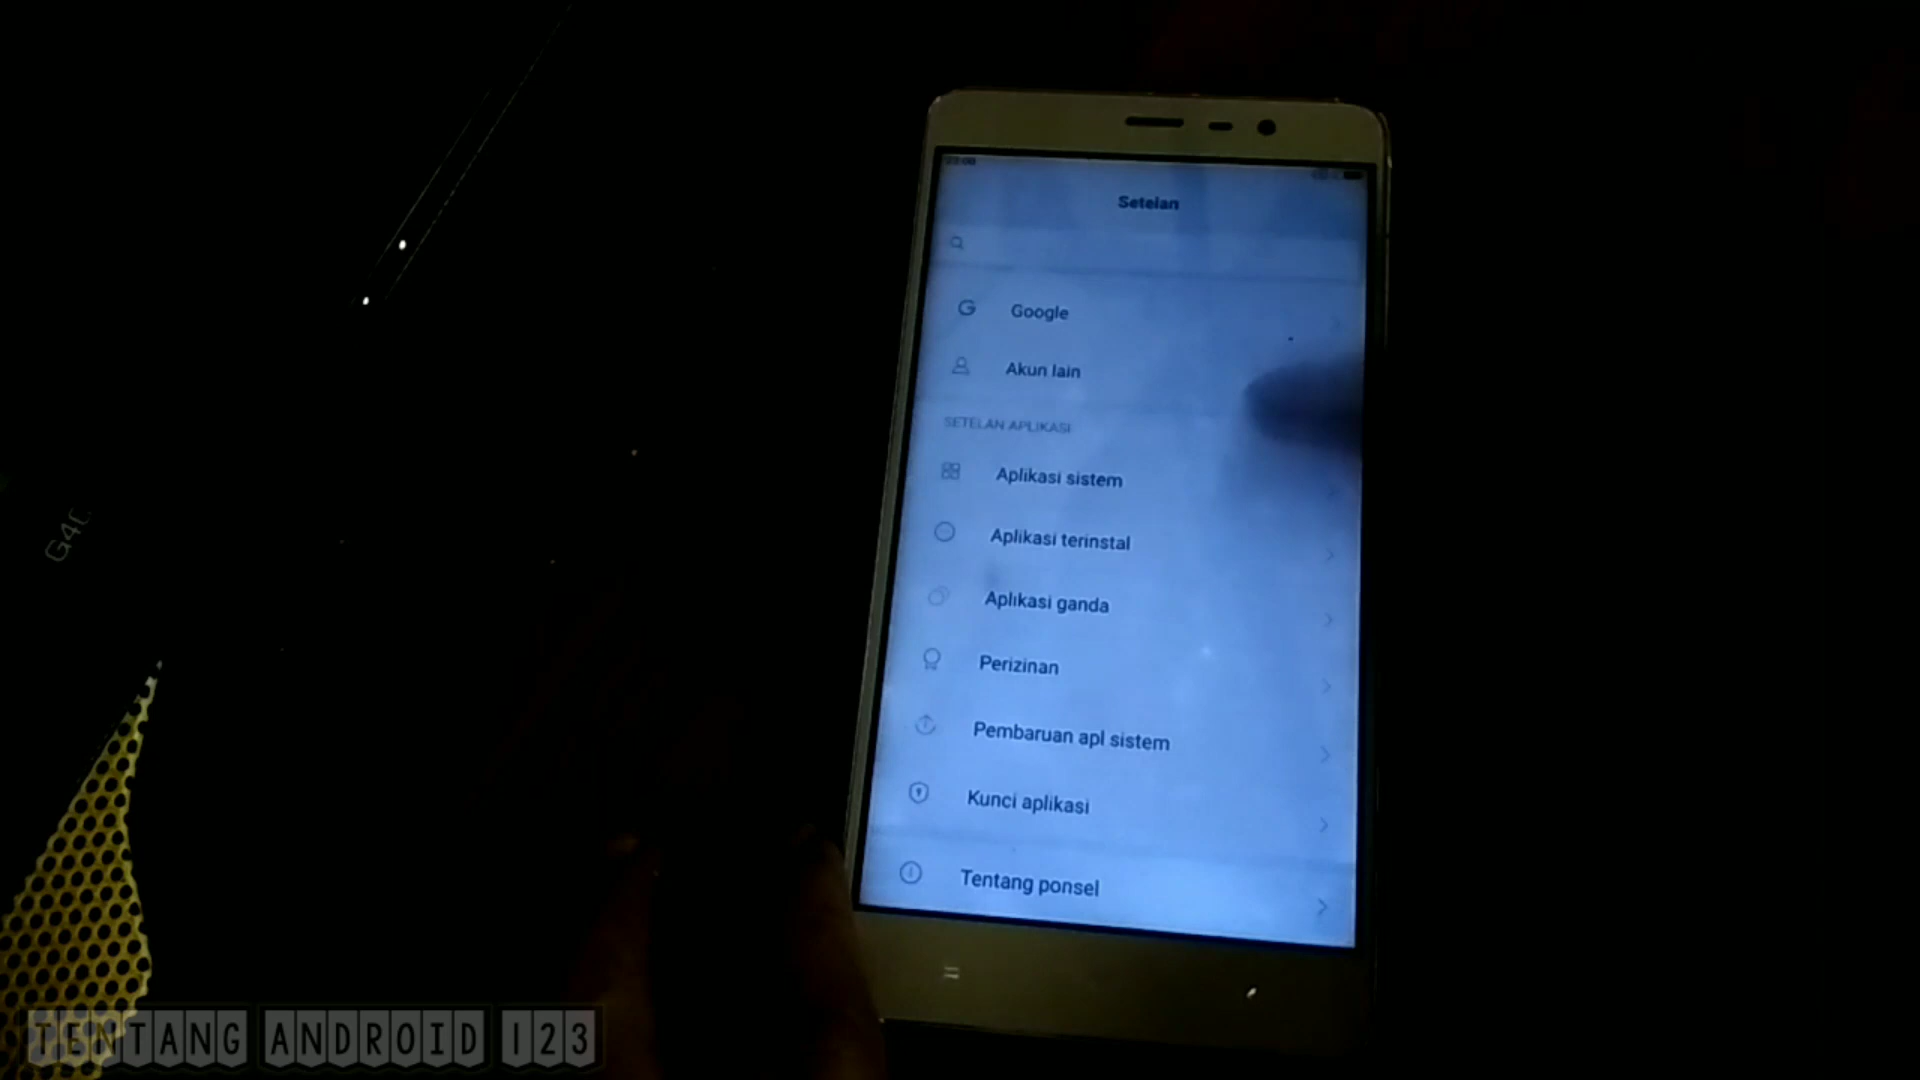 Setelan
Google
Akun lain
SETELAN APLIKASI
Aplikasi sistem
Aplikasi terinstal
Aplikasi ganda
Perizinan
Pembaruan apl sistem
Kunci aplikasi
Tentang ponsel
TENTANG ANDROID 123